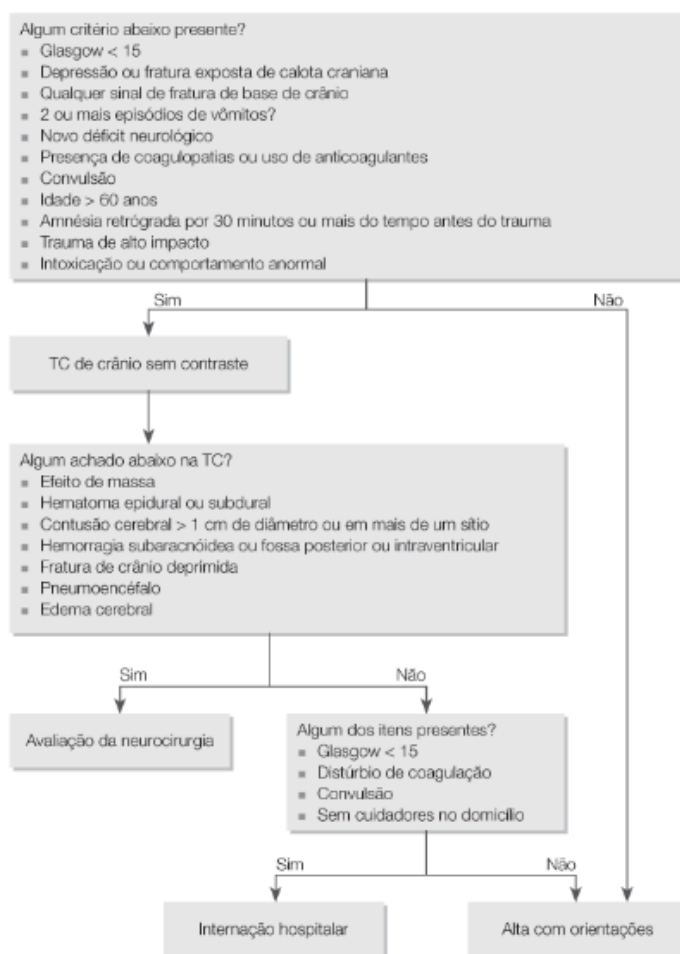 Algum critério abaixo presente?
▪ Glasgow < 15
▪ Depressão ou fratura exposta de calota craniana
▪ Qualquer sinal de fratura de base de crânio
▪ 2 ou mais episódios de vômitos?
▪ Novo déficit neurológico
▪ Presença de coagulopatias ou uso de anticoagulantes
▪ Convulsão
▪ Idade > 60 anos
▪ Amnésia retrógrada por 30 minutos ou mais do tempo antes do trauma
▪ Trauma de alto impacto
▪ Intoxicação ou comportamento anormal
Sim
Não
TC de crânio sem contraste
Algum achado abaixo na TC?
▪ Efeito de massa
▪ Hematoma epidural ou subdural
▪ Contusão cerebral > 1 cm de diâmetro ou em mais de um sítio
▪ Hemorragia subaracnóidea ou fossa posterior ou intraventricular
▪ Fratura de crânio deprimida
▪ Pneumoencéfalo
▪ Edema cerebral
Sim
Não
Avaliação da neurocirurgia
Algum dos itens presentes?
▪ Glasgow < 15
▪ Distúrbio de coagulação
▪ Convulsão
▪ Sem cuidadores no domicílio
Sim
Não
Internação hospitalar
Alta com orientações